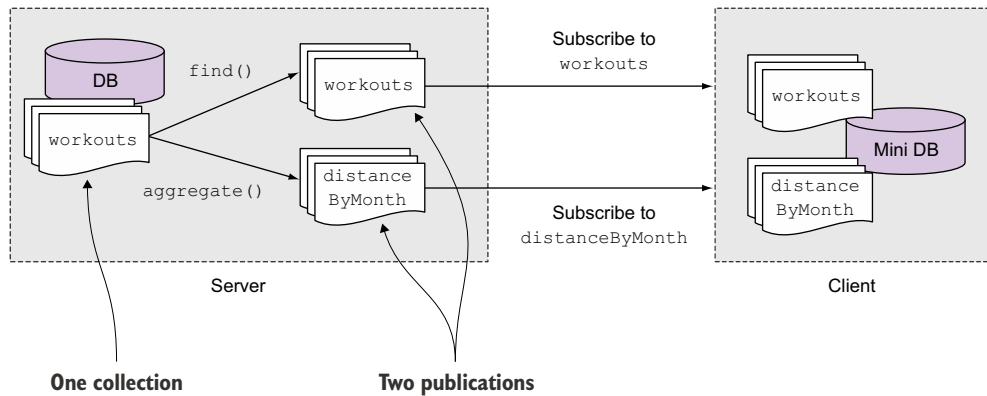 DB
workouts
find()
aggregate()
workouts
distance
ByMonth
Server
Subscribe to
workouts
Subscribe to
distanceByMonth
workouts
Mini DB
distance
ByMonth
Client
One collection
Two publications